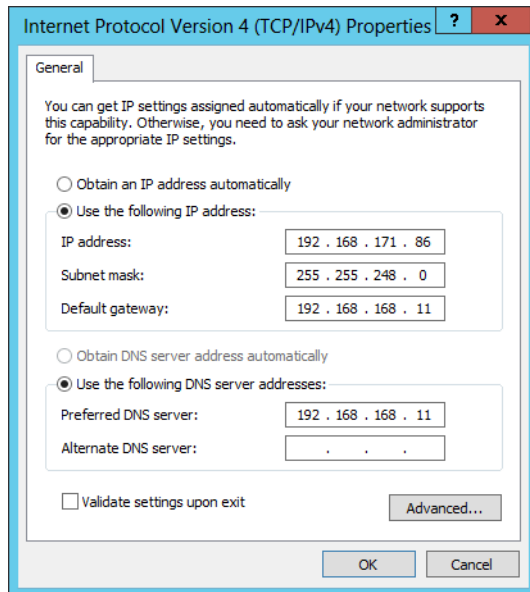 Internet Protocol Version 4 (TCP/IPv4) Properties ? x
General
You can get IP settings assigned automatically if your network supports
this capability. Otherwise, you need to ask your network administrator
for the appropriate IP settings.
Obtain an IP address automatically
Use the following IP address:
IP address: 192 . 168 . 171 . 86
Subnet mask: 255 . 255 . 248 . 0
Default gateway: 192 . 168 . 168 . 11
Obtain DNS server address automatically
Use the following DNS server addresses:
Preferred DNS server: 192 . 168 . 168 . 11
Alternate DNS server: . . .
Validate settings upon exit
Advanced...
OK Cancel